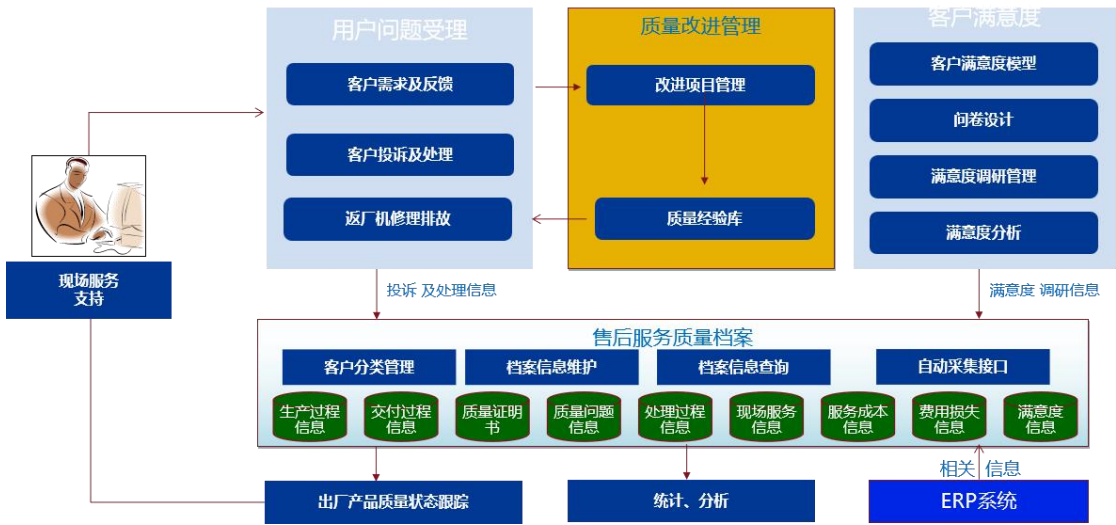 用户问题受理
客户需求及反馈
客户投诉及处理
返厂机修理排故
质量改进管理
改进项目管理
质量经验库
客户满意度
客户满意度模型
问卷设计
满意度调研管理
满意度分析
现场服务
支持
投诉 及处理信息
满意度 调研信息
售后服务质量档案
客户分类管理
档案信息维护
档案信息查询
自动采集接口
生产过程
信息
交付过程
信息
质量证明
书
质量问题
信息
处理过程
信息
现场服务
信息
服务成本
信息
费用损失
信息
满意度
信息
相关 信息
出厂产品质量状态跟踪
统计、分析
ERP系统